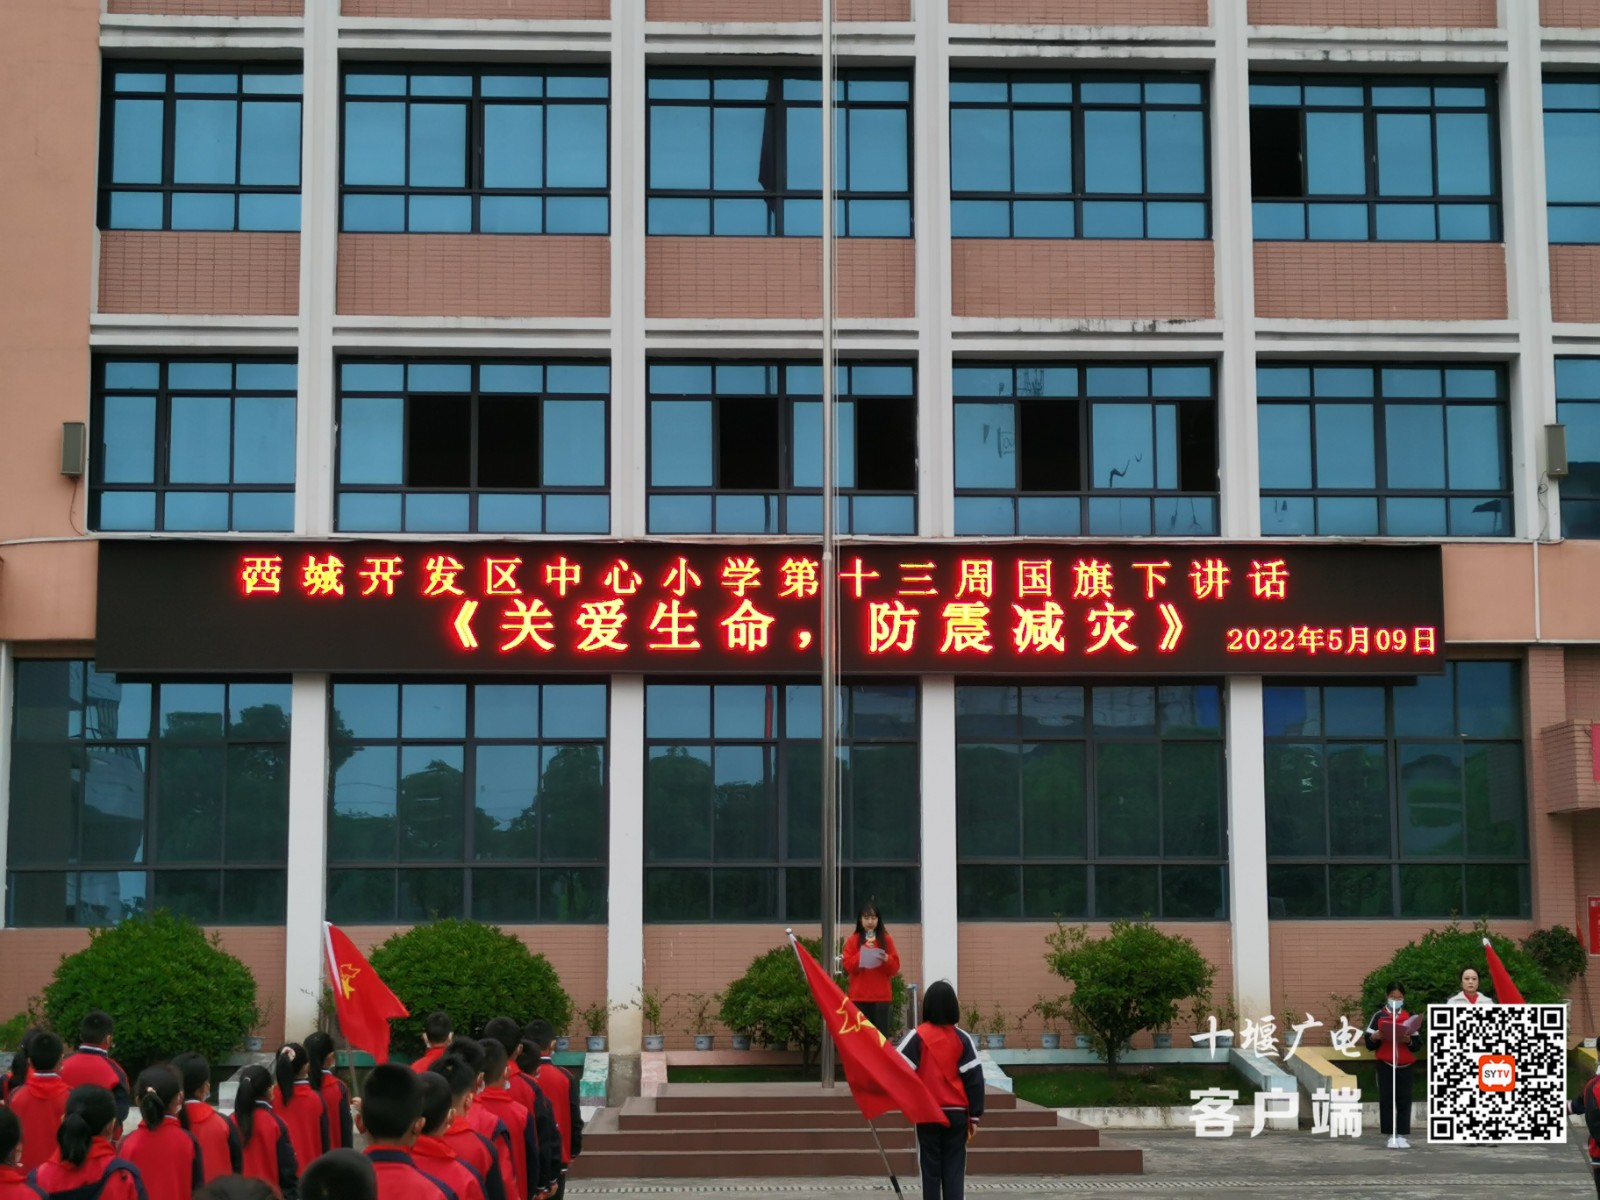 西城开发区中心小学第十三周国旗下讲话
《关爱生命，防震减灾》
2022年5月09日
十堰广电
客户端
SYTV